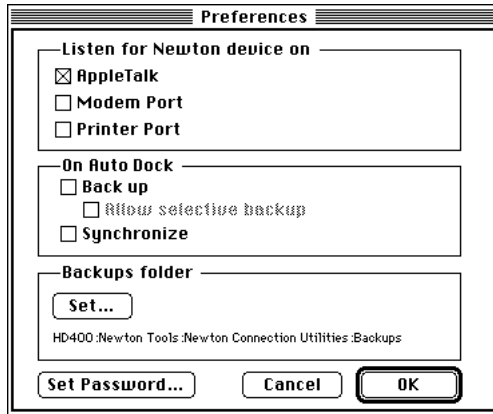 Preferences
Listen for Newton device on
AppleTalk
Modem Port
Printer Port
On Auto Dock
Back up
Allow selective backup
Synchronize
Backups folder
Set...
HD400:Newton Tools:Newton Connection Utilities:Backups
Set Password...
Cancel
OK